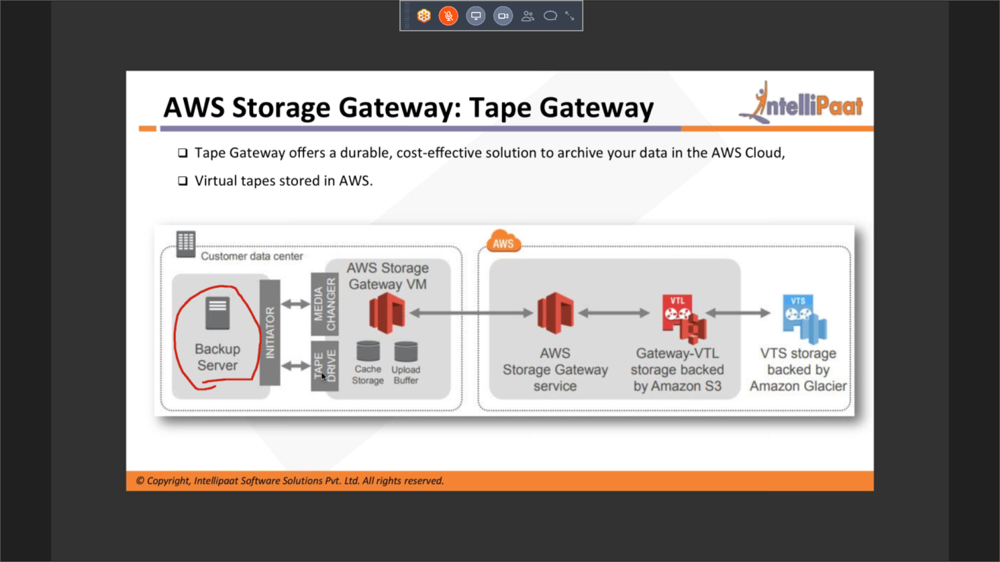 AWS Storage Gateway: Tape Gateway
IntelliPaat
Tape Gateway offers a durable, cost-effective solution to archive your data in the AWS Cloud,
Virtual tapes stored in AWS.
Customer data center
Backup
Server
INITIATOR
MEDIA
CHANGER
TAPE
DRIVE
AWS Storage
Gateway VM
Cache
Storage
Upload
Buffer
AWS
AWS
Storage Gateway
service
VTL
Gateway-VTL
storage backed
by Amazon S3
VTS
VTS storage
backed by
Amazon Glacier
© Copyright, Intellipaat Software Solutions Pvt. Ltd. All rights reserved.